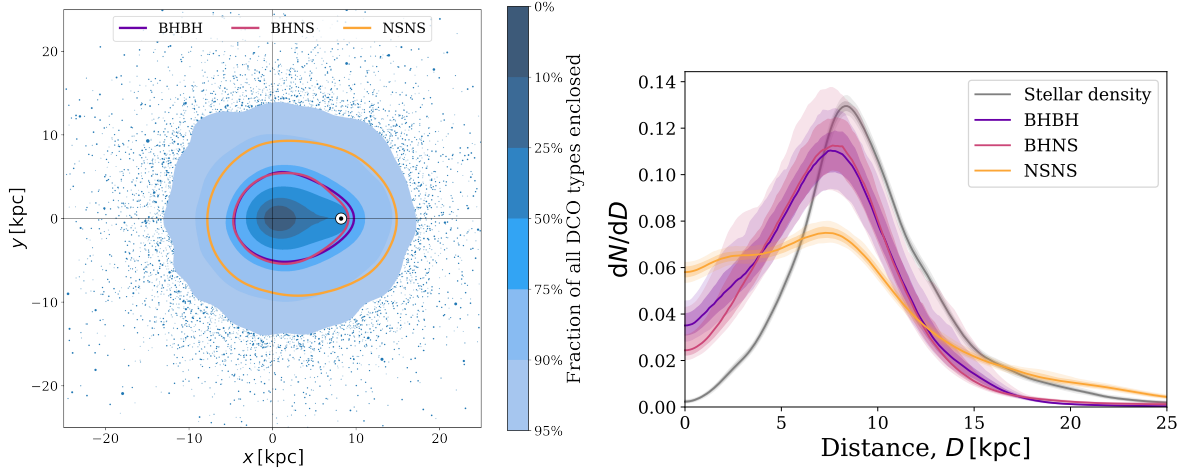 BHBH BHNS NSNS
20
10
0
−10
−20
−20 −10 0 10 20
x [kpc]
y [kpc]
0%
10%
25%
50%
75%
90%
95%
Fraction of all DCO types enclosed
0.14
0.12
0.10
0.08
0.06
0.04
0.02
0.00
0 5 10 15 20 25
dN/dD
Distance, D [kpc]
Stellar density
BHBH
BHNS
NSNS